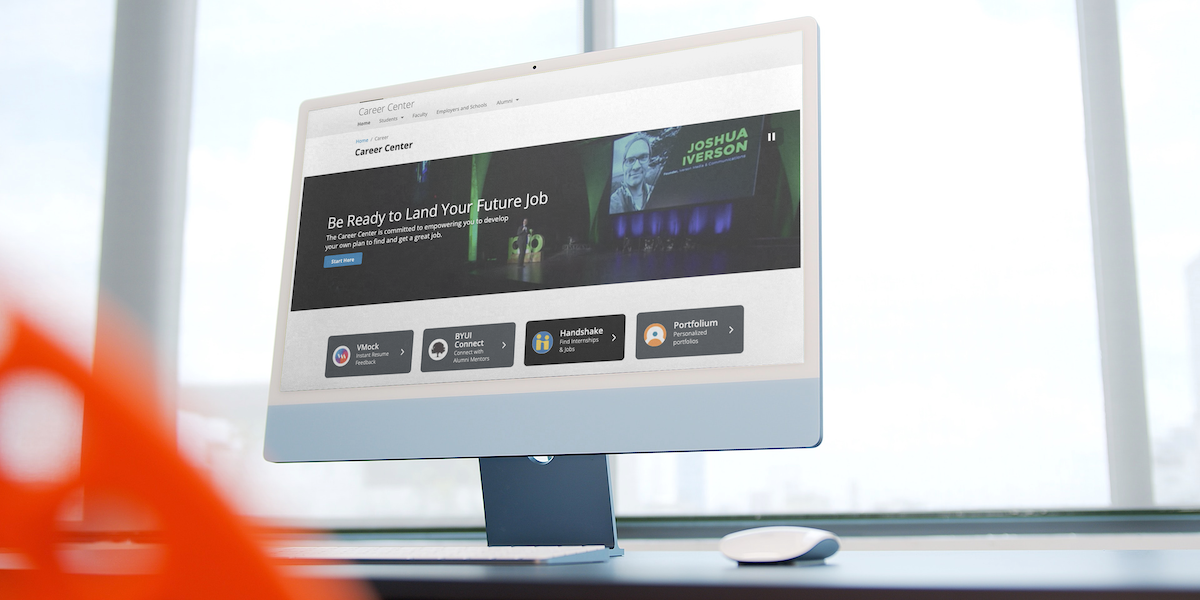 Career Center
Home Students Faculty Employers and Schools Alumni
Home > Career
Career Center
JOSHUA
IVERSON
Be Ready to Land Your Future Job
The Career Center is committed to empowering you to develop
your own plan to find and get a great job.
Start Here
VMock
Instant Resume
Feedback
BYUI
Connect
Connect with
Alumni Mentors
Handshake
Find Internships
& Jobs
Portfolium
Personalized
portfolios